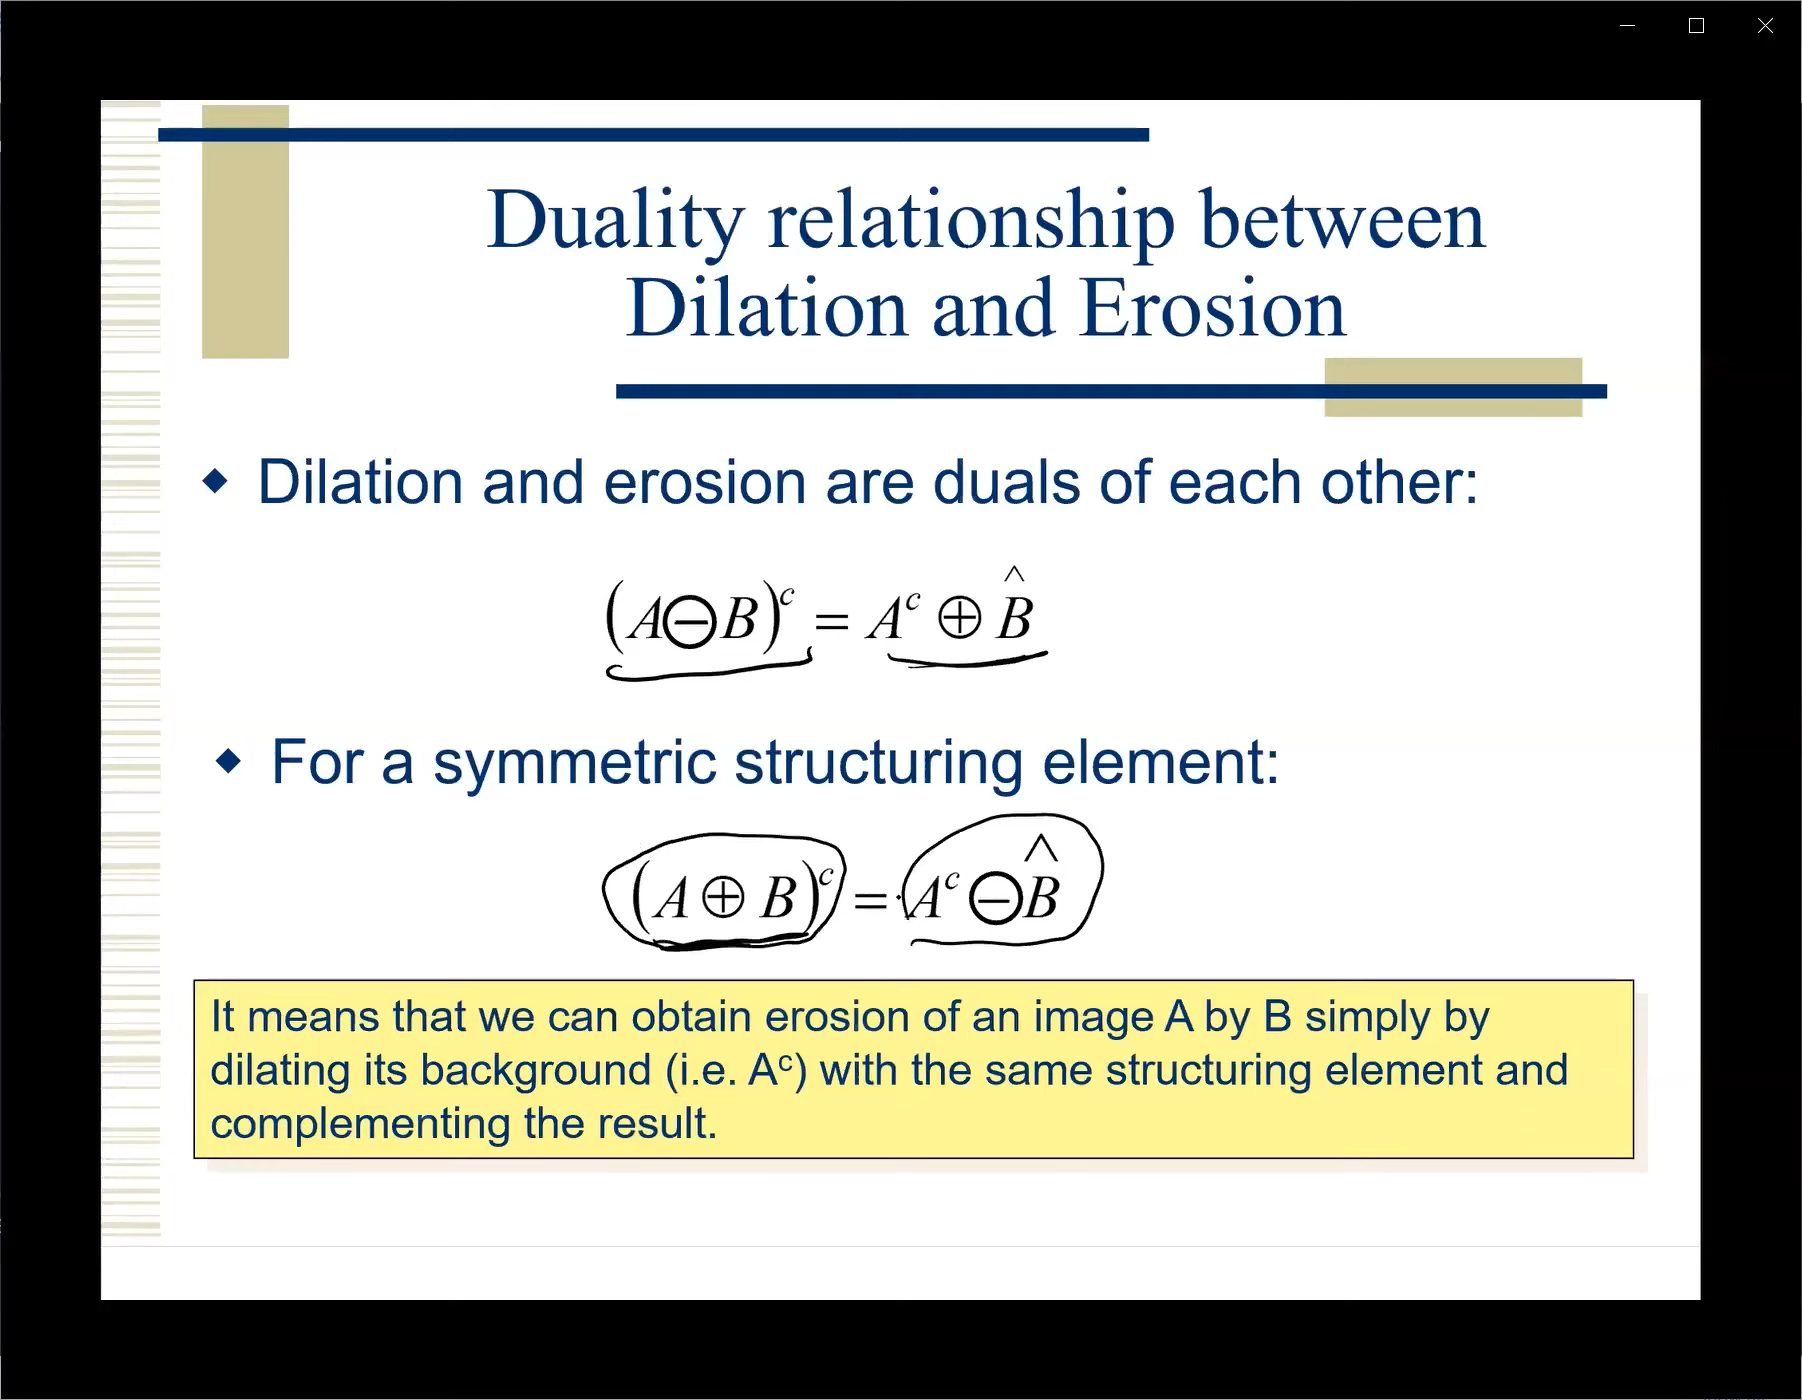 Duality relationship between
Dilation and Erosion
◆ Dilation and erosion are duals of each other:
(A⊖B)ᶜ = Aᶜ ⊕ B̂
◆ For a symmetric structuring element:
(A ⊕ B)ᶜ = Aᶜ ⊖ B̂
It means that we can obtain erosion of an image A by B simply by
dilating its background (i.e. Aᶜ) with the same structuring element and
complementing the result.